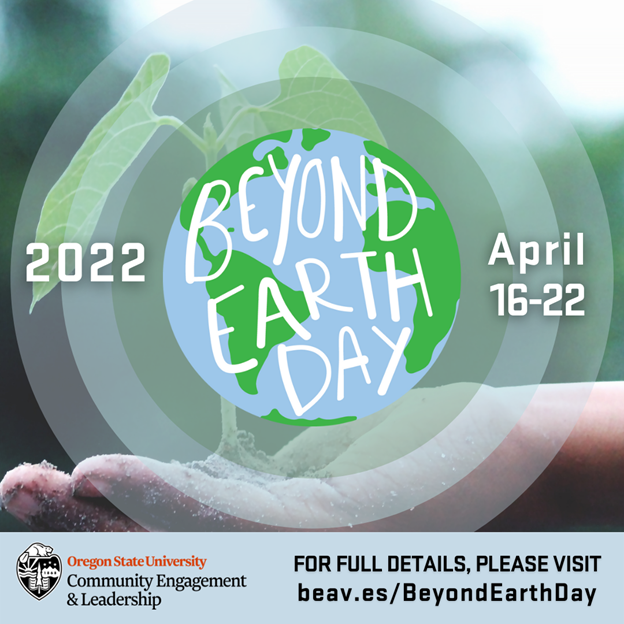 2022
BEYOND
EARTH
DAY
April
16-22
Oregon State University
Community Engagement
& Leadership
FOR FULL DETAILS, PLEASE VISIT
beav.es/BeyondEarthDay